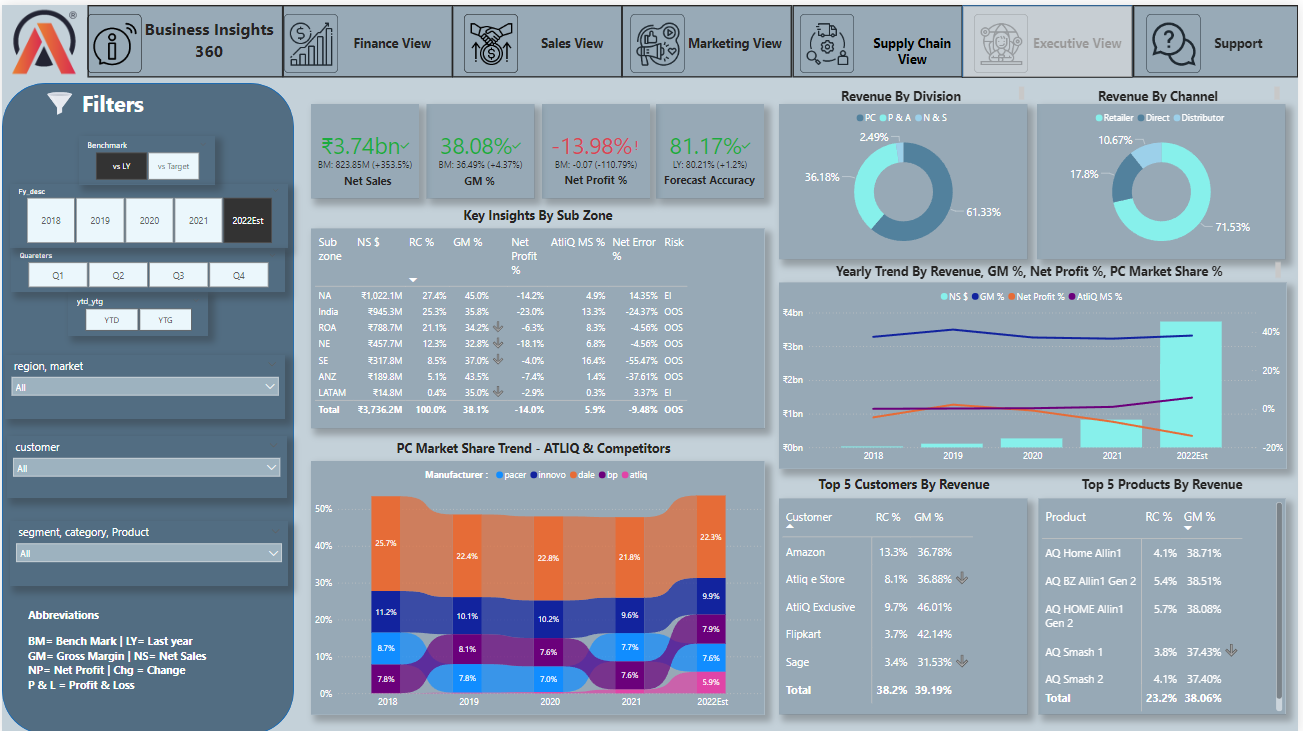 Business Insights
360
Finance View
Sales View
Marketing View
Supply Chain
View
Executive View
Support
Filters
Benchmark
vs LY
vs Target
Fy_desc
2018
2019
2020
2021
2022Est
Quareters
Q1
Q2
Q3
Q4
ytd_ytg
YTD
YTG
region, market
All
customer
All
segment, category, Product
All
Abbreviations
BM= Bench Mark | LY= Last year
GM= Gross Margin | NS= Net Sales
NP= Net Profit | Chg = Change
P & L = Profit & Loss
₹3.74bn✓
BM: 823.85M (+353.5%)
Net Sales
38.08%✓
BM: 36.49% (+4.37%)
GM %
-13.98%!
BM: -0.07 (-110.79%)
Net Profit %
81.17%✓
LY: 80.21% (+1.2%)
Forecast Accuracy
Key Insights By Sub Zone
Sub zone NS $ RC % GM % Net Profit % AtliQ MS % Net Error % Risk
NA ₹1,022.1M 27.4% 45.0% -14.2% 4.9% 14.35% EI
India ₹945.3M 25.3% 35.8% -23.0% 13.3% -24.37% OOS
ROA ₹788.7M 21.1% 34.2% -6.3% 8.3% -4.56% OOS
NE ₹457.7M 12.3% 32.8% -18.1% 6.8% -4.56% OOS
SE ₹317.8M 8.5% 37.0% -4.0% 16.4% -55.47% OOS
ANZ ₹189.8M 5.1% 43.5% -7.4% 1.4% -37.61% OOS
LATAM ₹14.8M 0.4% 35.0% -2.9% 0.3% 3.37% EI
Total ₹3,736.2M 100.0% 38.1% -14.0% 5.9% -9.48% OOS
PC Market Share Trend - ATLIQ & Competitors
Manufacturer : pacer innovo dale bp atliq
50%
40%
30%
20%
10%
0%
25.7%
11.2%
8.7%
7.8%
22.4%
10.1%
8.1%
7.8%
22.8%
10.2%
7.6%
7.0%
21.8%
9.6%
7.7%
7.6%
22.3%
9.9%
7.9%
7.6%
5.9%
2018 2019 2020 2021 2022Est
Revenue By Division
PC P & A N & S
2.49%
36.18%
61.33%
Revenue By Channel
Retailer Direct Distributor
10.67%
17.8%
71.53%
Yearly Trend By Revenue, GM %, Net Profit %, PC Market Share %
NS $ GM % Net Profit % AtliQ MS %
₹4bn
₹3bn
₹2bn
₹1bn
₹0bn
40%
20%
0%
-20%
2018 2019 2020 2021 2022Est
Top 5 Customers By Revenue
Customer RC % GM %
Amazon 13.3% 36.78%
Atliq e Store 8.1% 36.88%
AtliQ Exclusive 9.7% 46.01%
Flipkart 3.7% 42.14%
Sage 3.4% 31.53%
Total 38.2% 39.19%
Top 5 Products By Revenue
Product RC % GM %
AQ Home Allin1 4.1% 38.71%
AQ BZ Allin1 Gen 2 5.4% 38.51%
AQ HOME Allin1 Gen 2 5.7% 38.08%
AQ Smash 1 3.8% 37.43%
AQ Smash 2 4.1% 37.40%
Total 23.2% 38.06%